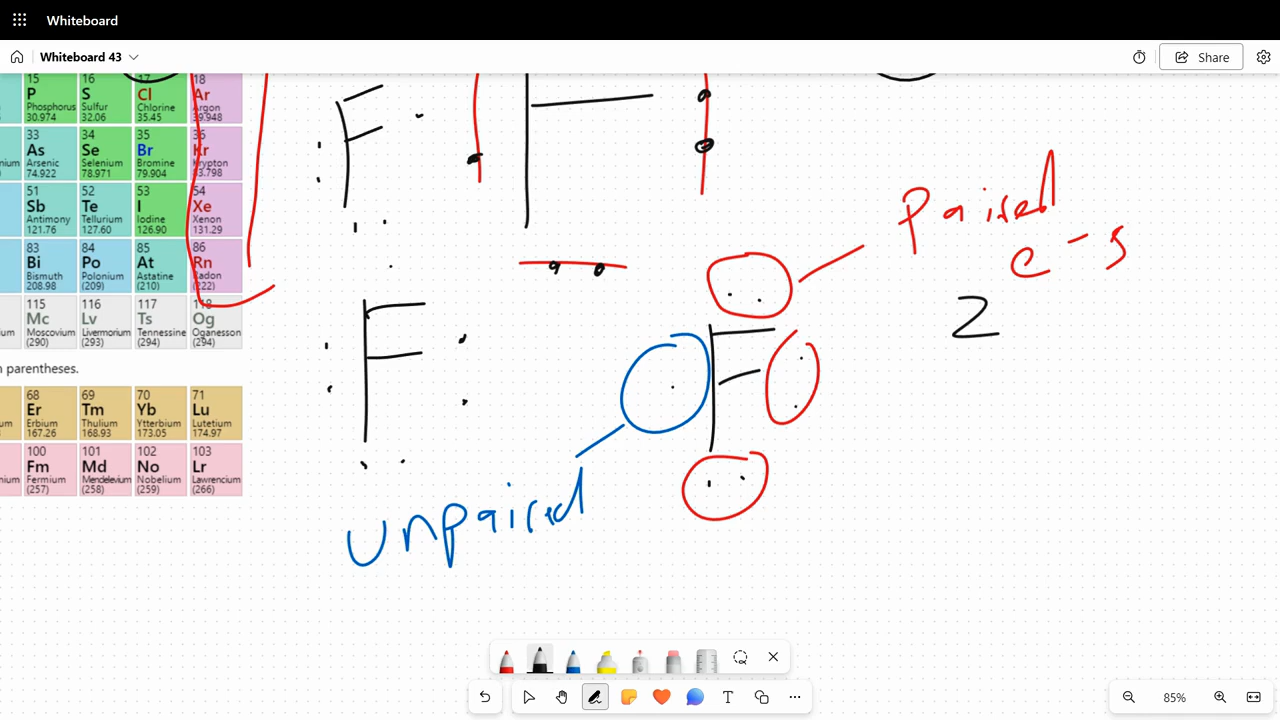 Whiteboard
Whiteboard 43
Share
15 16 17 18
P S Cl Ar
Phosphorus Sulfur Chlorine Argon
30.974 32.06 35.45 39.948
33 34 35 36
As Se Br Kr
Arsenic Selenium Bromine Krypton
74.922 78.971 79.904 83.798
51 52 53 54
Sb Te I Xe
Antimony Tellurium Iodine Xenon
121.76 127.60 126.90 131.29
83 84 85 86
Bi Po At Rn
Bismuth Polonium Astatine Radon
208.98 (209) (210) (222)
115 116 117 118
Mc Lv Ts Og
Moscovium Livermorium Tennessine Oganesson
(290) (293) (294) (294)
parentheses.
68 69 70 71
Er Tm Yb Lu
Erbium Thulium Ytterbium Lutetium
167.26 168.93 173.05 174.97
100 101 102 103
Fm Md No Lr
Fermium Mendelevium Nobelium Lawrencium
(257) (258) (259) (266)
F F
Paired
e-s
F F 2
unpaired
85%